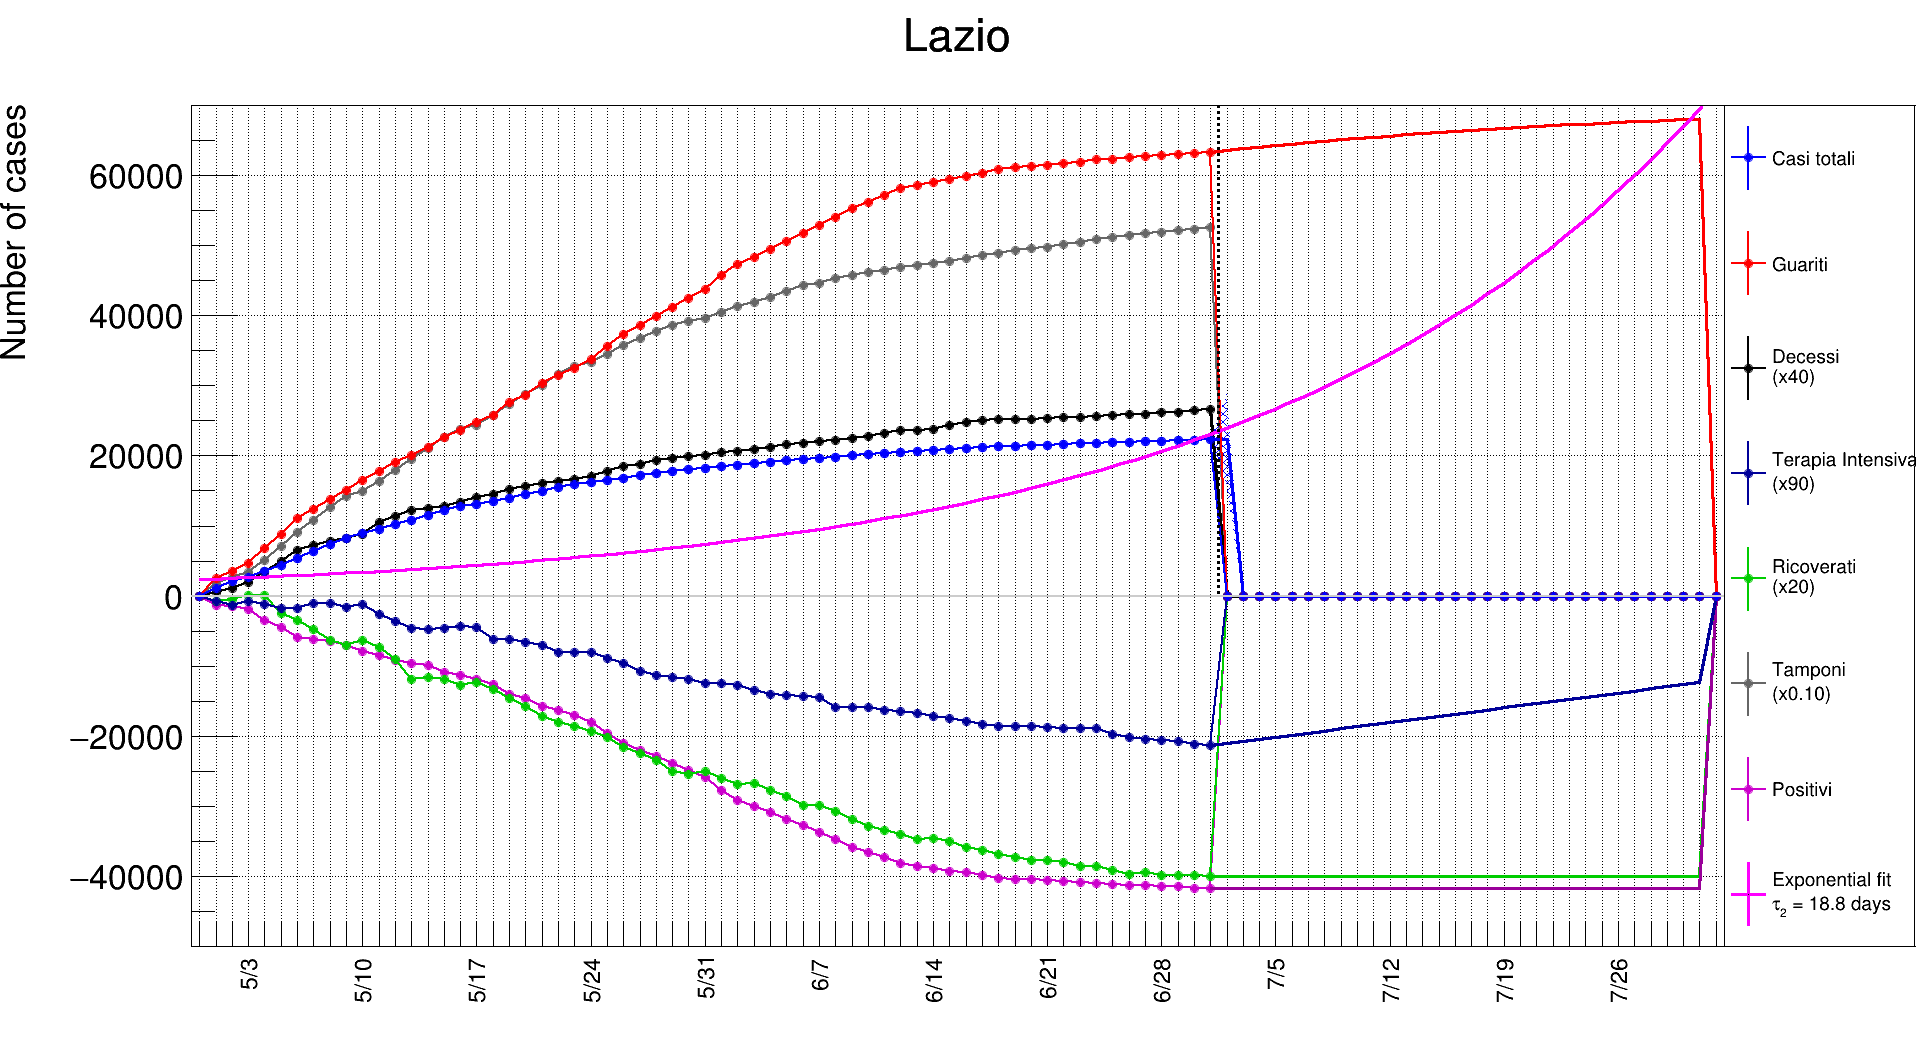 Lazio
Number of cases
60000
40000
20000
0
−20000
−40000
5/3
5/10
5/17
5/24
5/31
6/7
6/14
6/21
6/28
7/5
7/12
7/19
7/26
Casi totali
Guariti
Decessi
(x40)
Terapia Intensiva
(x90)
Ricoverati
(x20)
Tamponi
(x0.10)
Positivi
Exponential fit
τ2 = 18.8 days